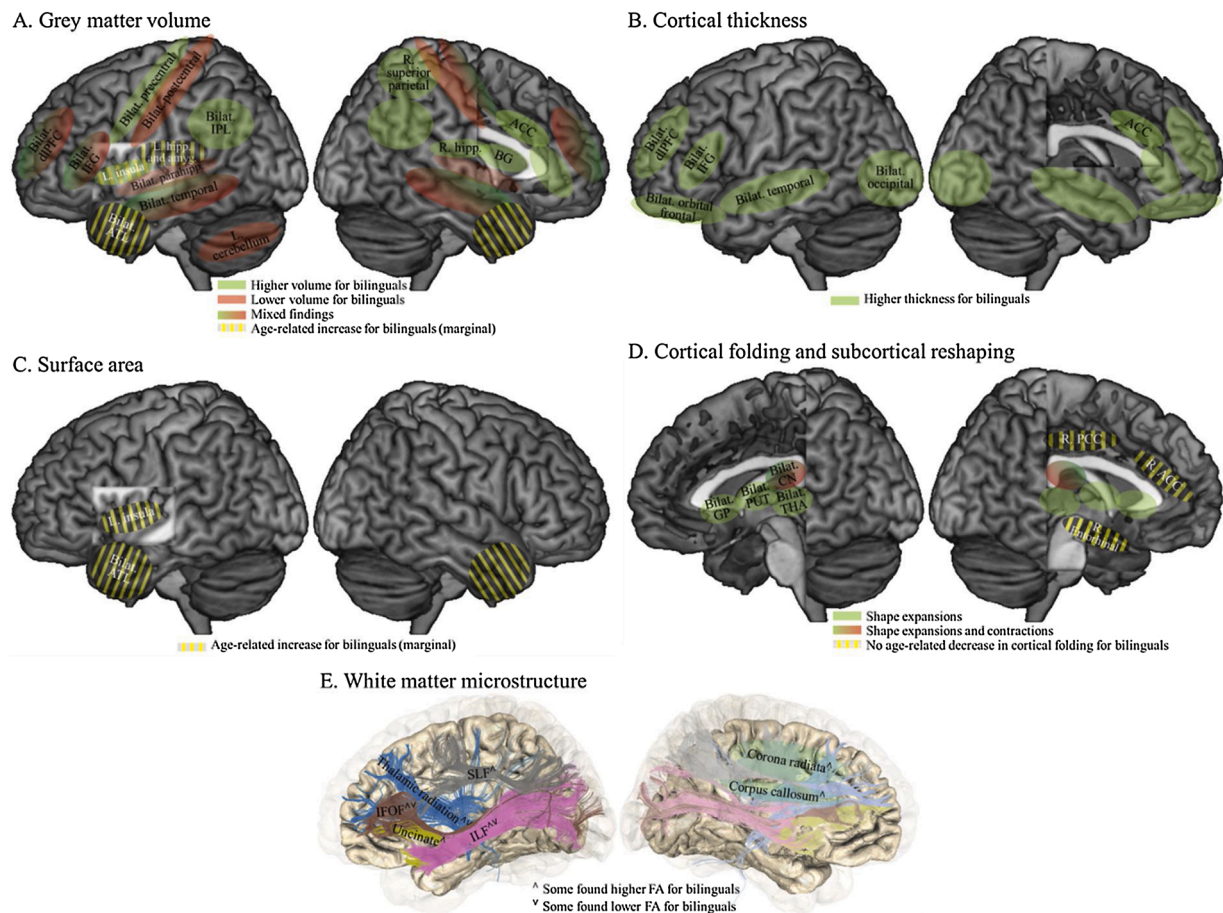 A. Grey matter volume
Bilat. precentral
Bilat. postcentral
Bilat.
dlPFC
Bilat.
IFG
Bilat.
IPL
L. hipp.
and amyg.
L. insula
Bilat. parahipp.
Bilat. temporal
Bilat.
ATL
L.
cerebellum
R.
superior
parietal
ACC
R. hipp.
BG
Higher volume for bilinguals
Lower volume for bilinguals
Mixed findings
Age-related increase for bilinguals (marginal)
B. Cortical thickness
Bilat.
dlPFC
Bilat.
IFG
Bilat. orbital
frontal
Bilat. temporal
Bilat.
occipital
ACC
Higher thickness for bilinguals
C. Surface area
L. insula
Bilat.
ATL
Age-related increase for bilinguals (marginal)
D. Cortical folding and subcortical reshaping
Bilat.
GP
Bilat.
PUT
Bilat.
CN
Bilat.
THA
R. PCC
R. ACC
R.
Entorhinal
Shape expansions
Shape expansions and contractions
No age-related decrease in cortical folding for bilinguals
E. White matter microstructure
Thalamic radiation^v
SLF^
IFOF^v
Uncinate^
ILF^v
Corona radiata^
Corpus callosum^
^ Some found higher FA for bilinguals
v Some found lower FA for bilinguals